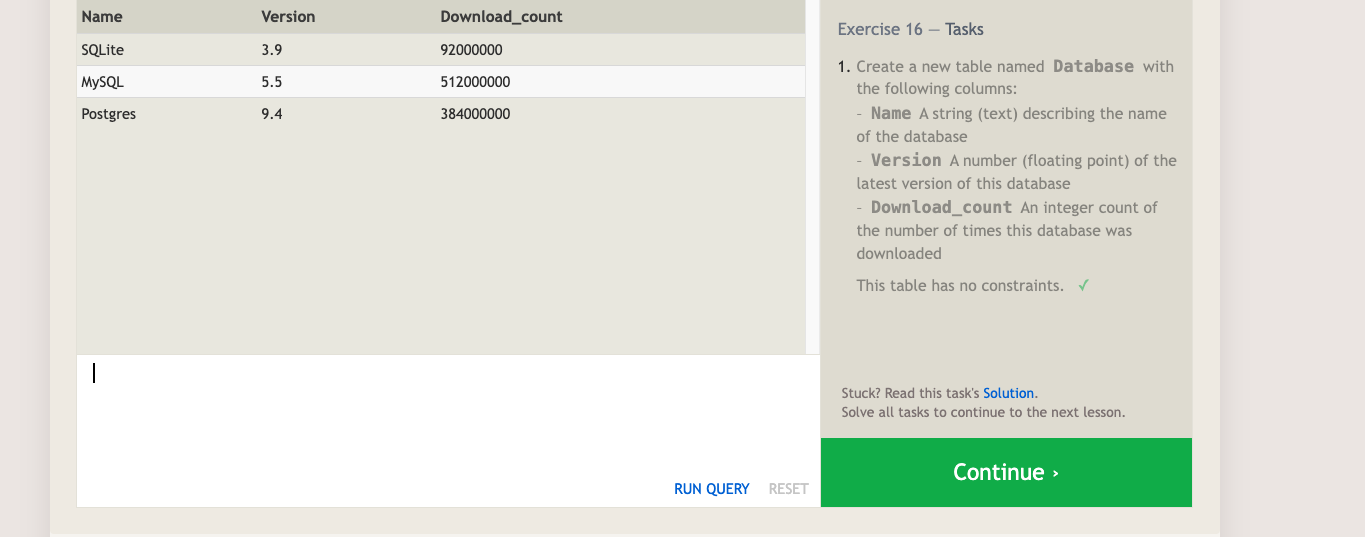 Name Version Download_count
SQLite 3.9 92000000
MySQL 5.5 512000000
Postgres 9.4 384000000
RUN QUERY RESET
Exercise 16 — Tasks
1. Create a new table named Database with
the following columns:
- Name A string (text) describing the name
of the database
- Version A number (floating point) of the
latest version of this database
- Download_count An integer count of
the number of times this database was
downloaded
This table has no constraints. ✓
Stuck? Read this task's Solution.
Solve all tasks to continue to the next lesson.
Continue ›